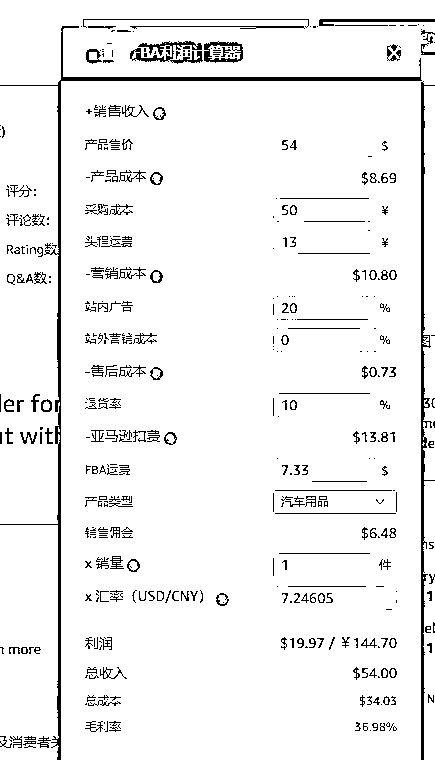 FBA利润计算器
+销售收入
产品售价 54 $
-产品成本 $8.69
采购成本 50 ¥
头程运费 13 ¥
-营销成本 $10.80
站内广告 20 %
站外营销成本 0 %
-售后成本 $0.73
退货率 10 %
-亚马逊扣费 $13.81
FBA运费 7.33 $
产品类型 汽车用品
销售佣金 $6.48
x 销量 1 件
x 汇率（USD/CNY） 7.24605
利润 $19.97 / ¥144.70
总收入 $54.00
总成本 $34.03
毛利率 36.98%
评分:
评论数:
Rating数
Q&A数:
der for
ut with
n more
及消费者关